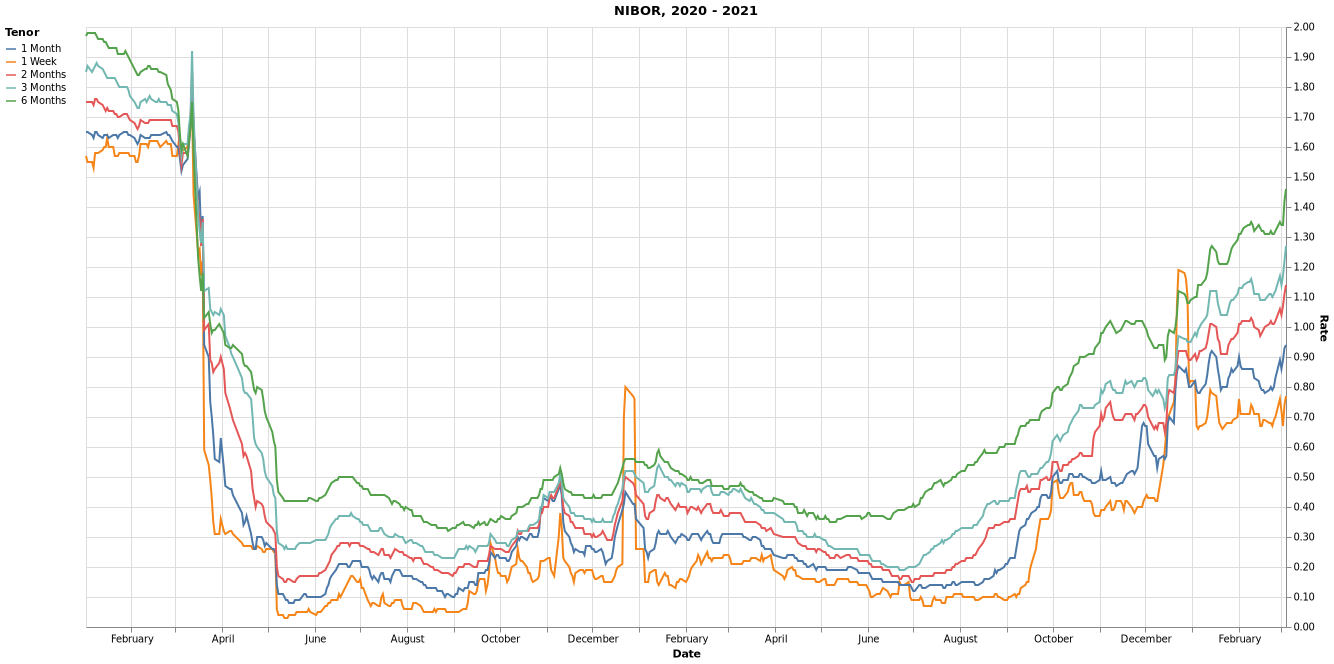 NIBOR, 2020 - 2021
Tenor
1 Month
1 Week
2 Months
3 Months
6 Months
2.00
1.90
1.80
1.70
1.60
1.50
1.40
1.30
1.20
1.10
1.00
0.90
0.80
0.70
0.60
0.50
0.40
0.30
0.20
0.10
0.00
Rate
February April June August October December February April June August October December February
Date